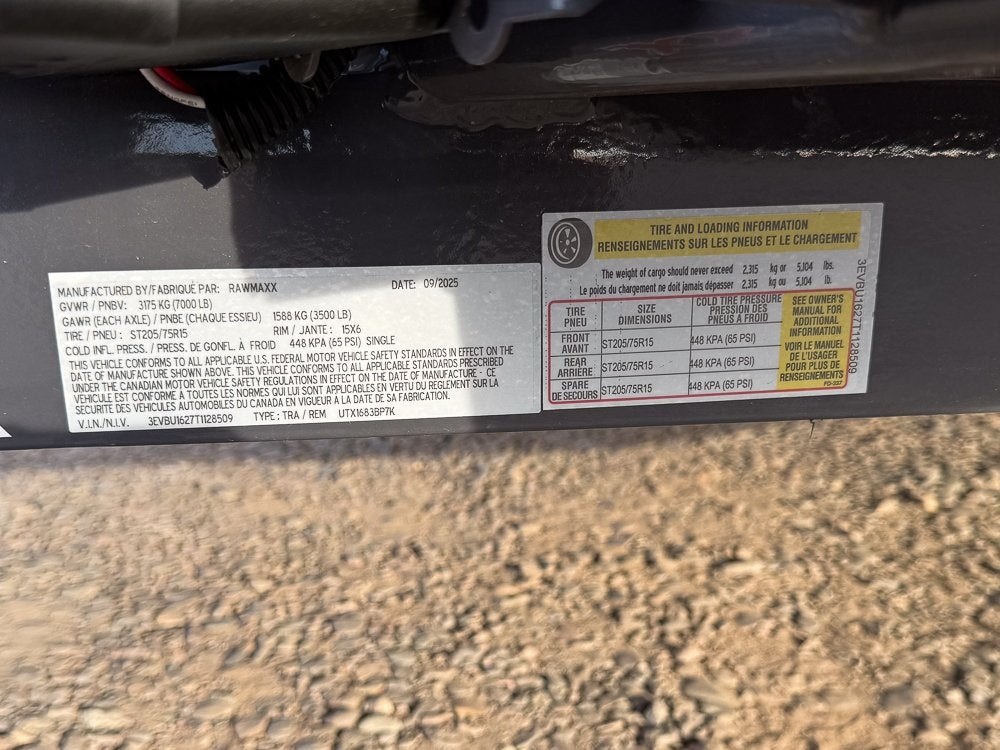 MANUFACTURED BY/FABRIQUÉ PAR: RAWMAXX DATE: 09/2025
GVWR / PNBV: 3175 KG (7000 LB)
GAWR (EACH AXLE) / PNBE (CHAQUE ESSIEU) 1588 KG (3500 LB)
TIRE / PNEU : ST205/75R15 RIM / JANTE : 15X6
COLD INFL. PRESS. / PRESS. DE GONFL. À FROID 448 KPA (65 PSI) SINGLE
THIS VEHICLE CONFORMS TO ALL APPLICABLE U.S. FEDERAL MOTOR VEHICLE SAFETY STANDARDS IN EFFECT ON THE
DATE OF MANUFACTURE SHOWN ABOVE. THIS VEHICLE CONFORMS TO ALL APPLICABLE STANDARDS PRESCRIBED
UNDER THE CANADIAN MOTOR VEHICLE SAFETY REGULATIONS IN EFFECT ON THE DATE OF MANUFACTURE - CE
VÉHICULE EST CONFORME À TOUTES LES NORMES QUI LUI SONT APPLICABLES EN VERTU DU RÈGLEMENT SUR LA
SÉCURITÉ DES VÉHICULES AUTOMOBILES DU CANADA EN VIGUEUR À LA DATE DE SA FABRICATION.
V.I.N./N.I.V. 3EVBU1627T1128509 TYPE : TRA / REM UTX1683BP7K
TIRE AND LOADING INFORMATION
RENSEIGNEMENTS SUR LES PNEUS ET LE CHARGEMENT
The weight of cargo should never exceed 2,315 kg or 5,104 lbs.
Le poids du chargement ne doit jamais dépasser 2,315 kg ou 5,104 lb.
TIRE
PNEU
SIZE
DIMENSIONS
COLD TIRE PRESSURE
PRESSION DES
PNEUS À FROID
FRONT
AVANT
ST205/75R15 448 KPA (65 PSI)
REAR
ARRIÈRE
ST205/75R15 448 KPA (65 PSI)
SPARE
DE SECOURS
ST205/75R15 448 KPA (65 PSI)
SEE OWNER'S
MANUAL FOR
ADDITIONAL
INFORMATION
VOIR LE MANUEL
DE L'USAGER
POUR PLUS DE
RENSEIGNEMENTS
PD-337
3EVBU1627T1128509